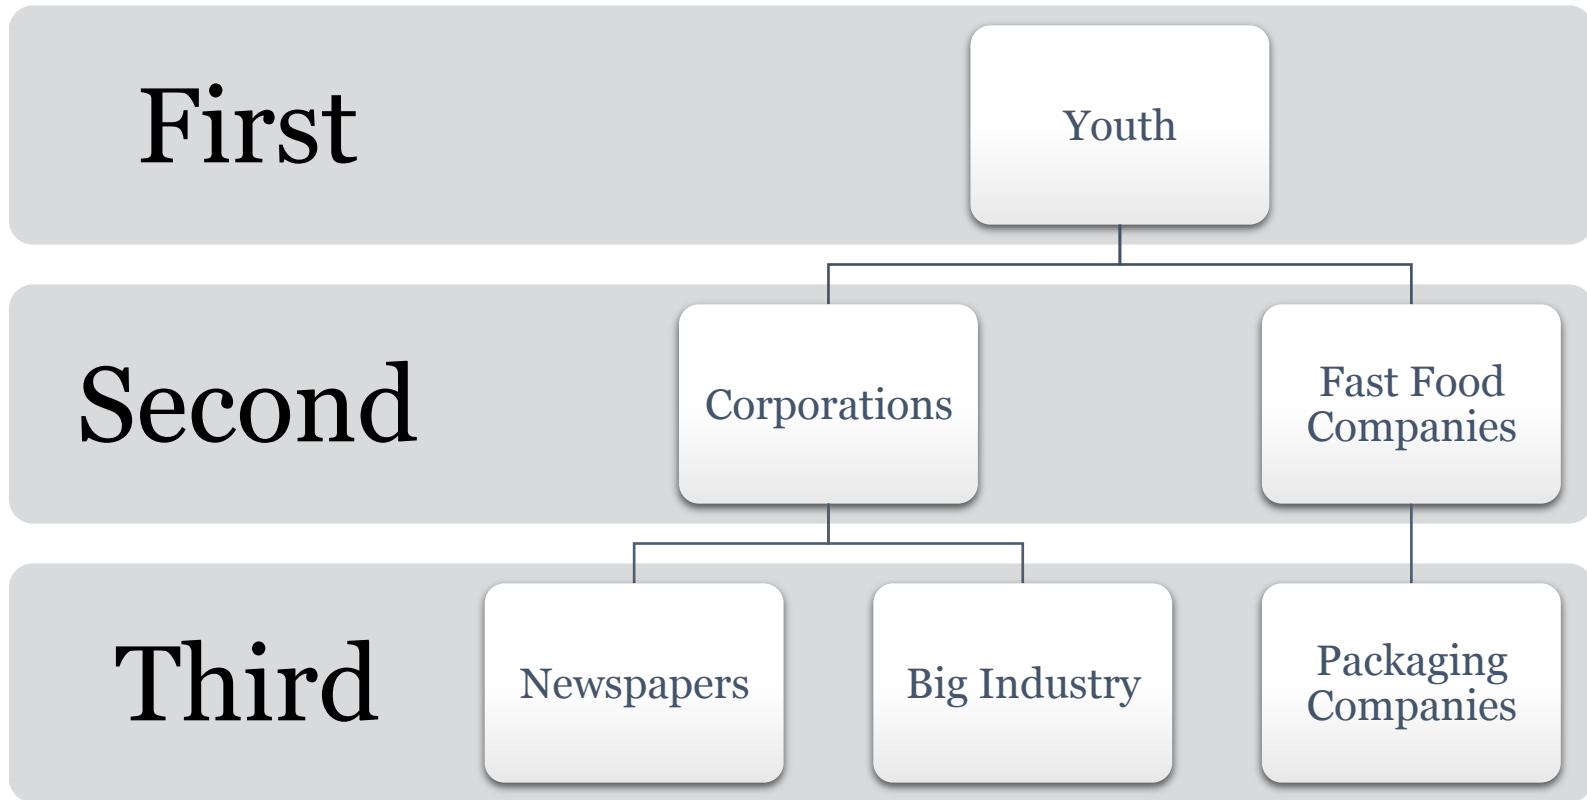 First
Youth
Second
Corporations
Fast Food
Companies
Third
Newspapers
Big Industry
Packaging
Companies